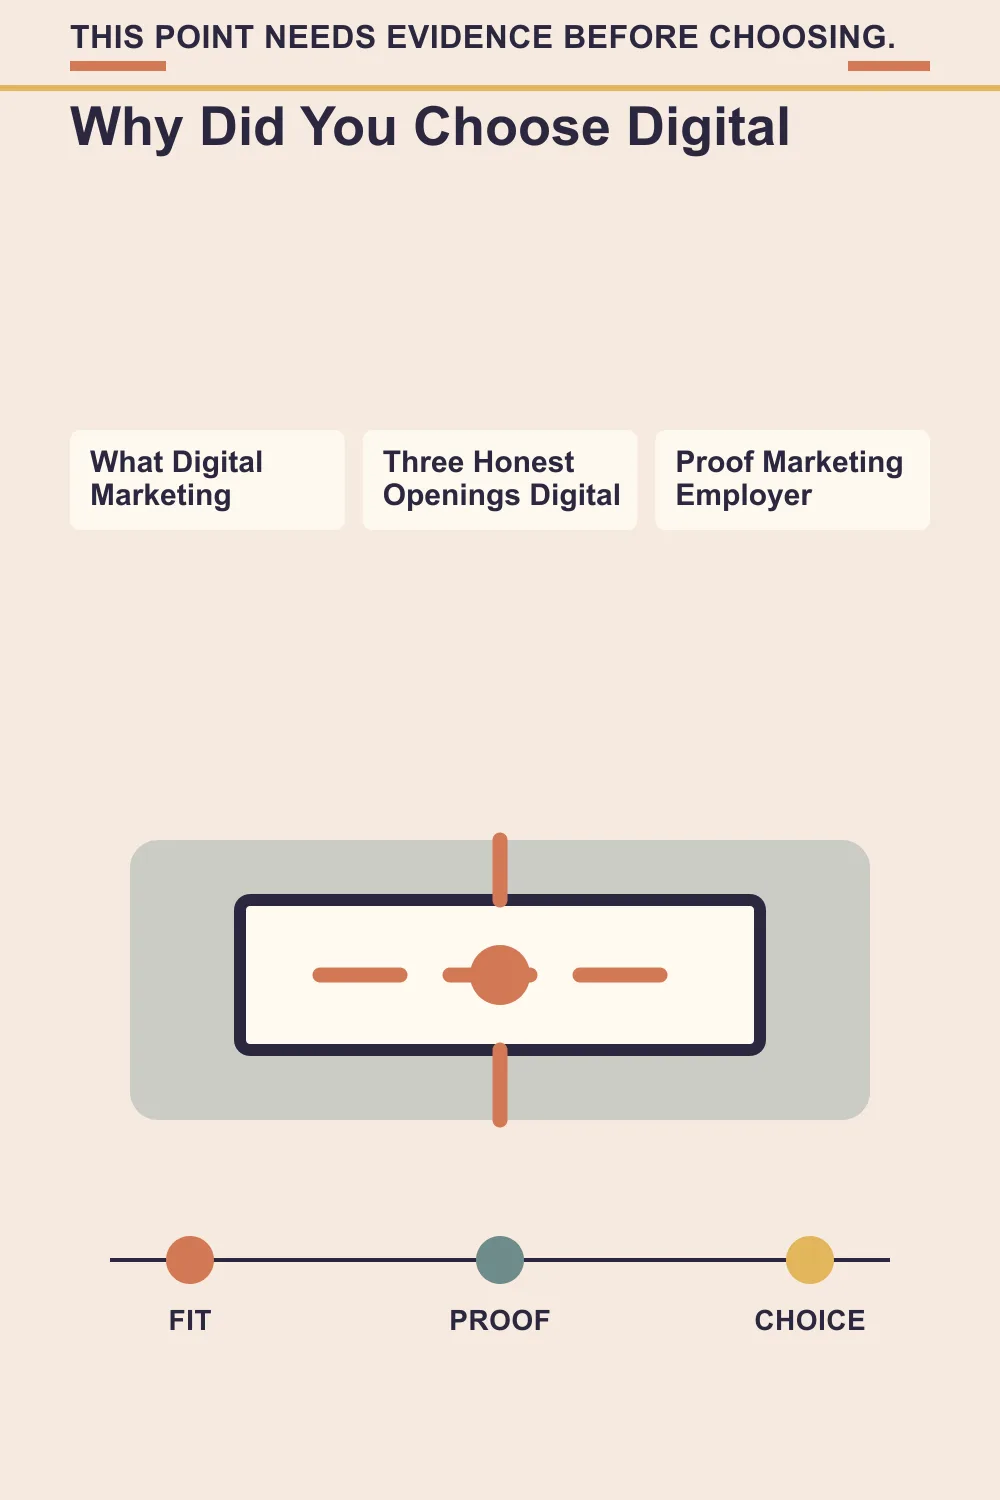 THIS POINT NEEDS EVIDENCE BEFORE CHOOSING.
Why Did You Choose Digital
What Digital
Marketing
Three Honest
Openings Digital
Proof Marketing
Employer
FIT
PROOF
CHOICE